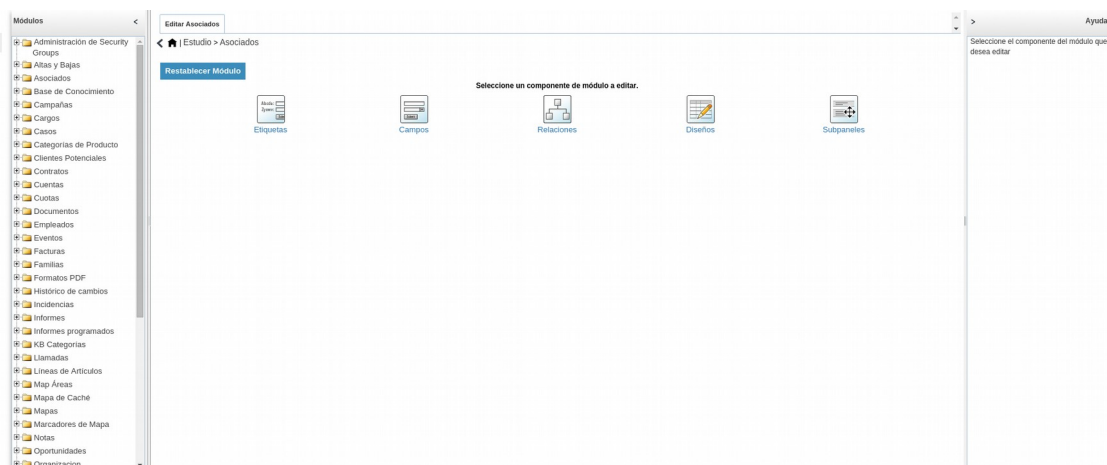 Módulos <
Administración de Security
Groups
Altas y Bajas
Asociados
Base de Conocimiento
Campañas
Cargos
Casos
Categorías de Producto
Clientes Potenciales
Contratos
Cuentas
Cuotas
Documentos
Empleados
Eventos
Facturas
Familias
Formatos PDF
Histórico de cambios
Incidencias
Informes
Informes programados
KB Categorías
Llamadas
Líneas de Artículos
Map Áreas
Mapa de Caché
Mapas
Marcadores de Mapa
Notas
Oportunidades
Organizacion
Editar Asociados
| Estudio > Asociados
Restablecer Módulo
Seleccione un componente de módulo a editar.
Etiquetas
Campos
Relaciones
Diseños
Subpaneles
> Ayuda
Seleccione el componente del módulo que
desea editar